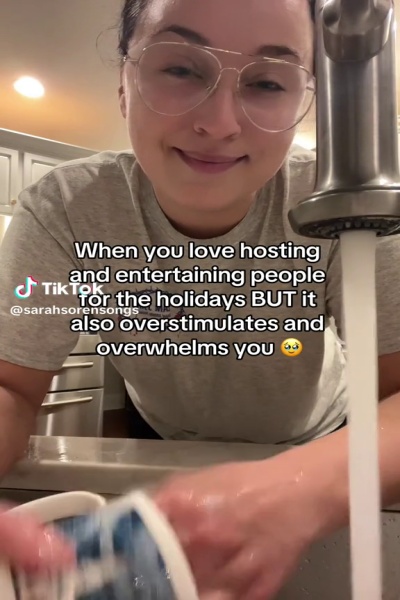 When you love hosting
and entertaining people
TikTok
for the holidays BUT it
@sarahsorensongs
also overstimulates and
overwhelms you 🥹